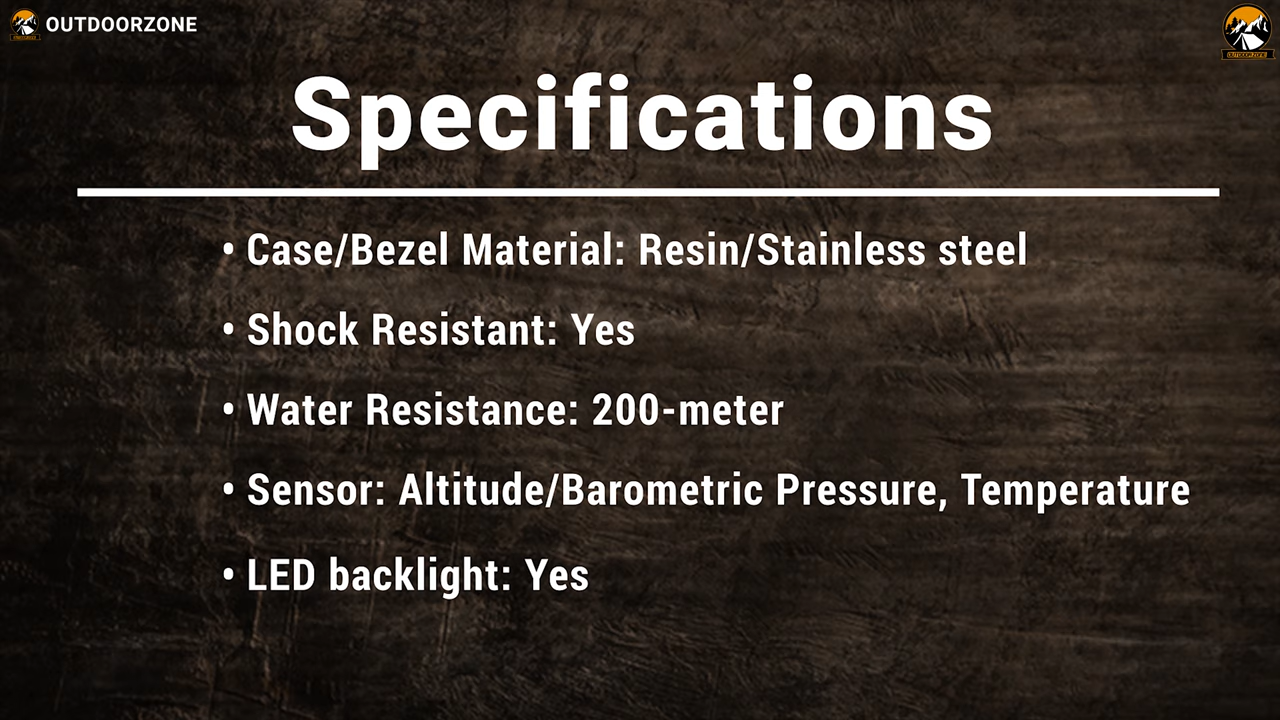 OUTDOORZONE
OUTDOORZONE
Specifications
• Case/Bezel Material: Resin/Stainless steel
• Shock Resistant: Yes
• Water Resistance: 200-meter
• Sensor: Altitude/Barometric Pressure, Temperature
• LED backlight: Yes